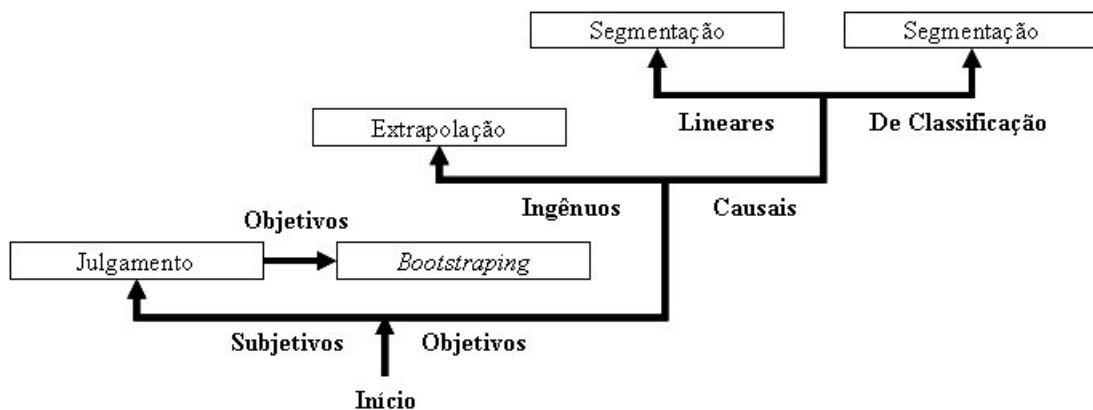 Segmentação
Segmentação
Lineares
De Classificação
Extrapolação
Ingênuos
Causais
Objetivos
Julgamento
Bootstraping
Subjetivos
Objetivos
Início